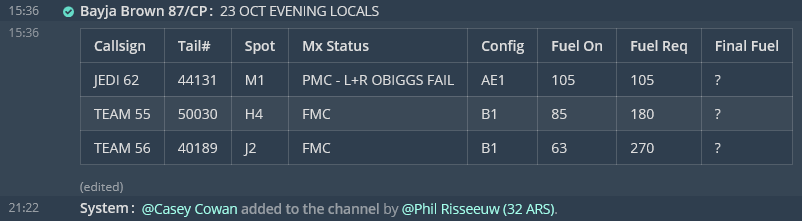 15:36 Bayja Brown 87/CP: 23 OCT EVENING LOCALS
15:36
Callsign Tail# Spot Mx Status Config Fuel On Fuel Req Final Fuel
JEDI 62 44131 M1 PMC - L+R OBIGGS FAIL AE1 105 105 ?
TEAM 55 50030 H4 FMC B1 85 180 ?
TEAM 56 40189 J2 FMC B1 63 270 ?
(edited)
21:22 System: @Casey Cowan added to the channel by @Phil Risseeuw (32 ARS).